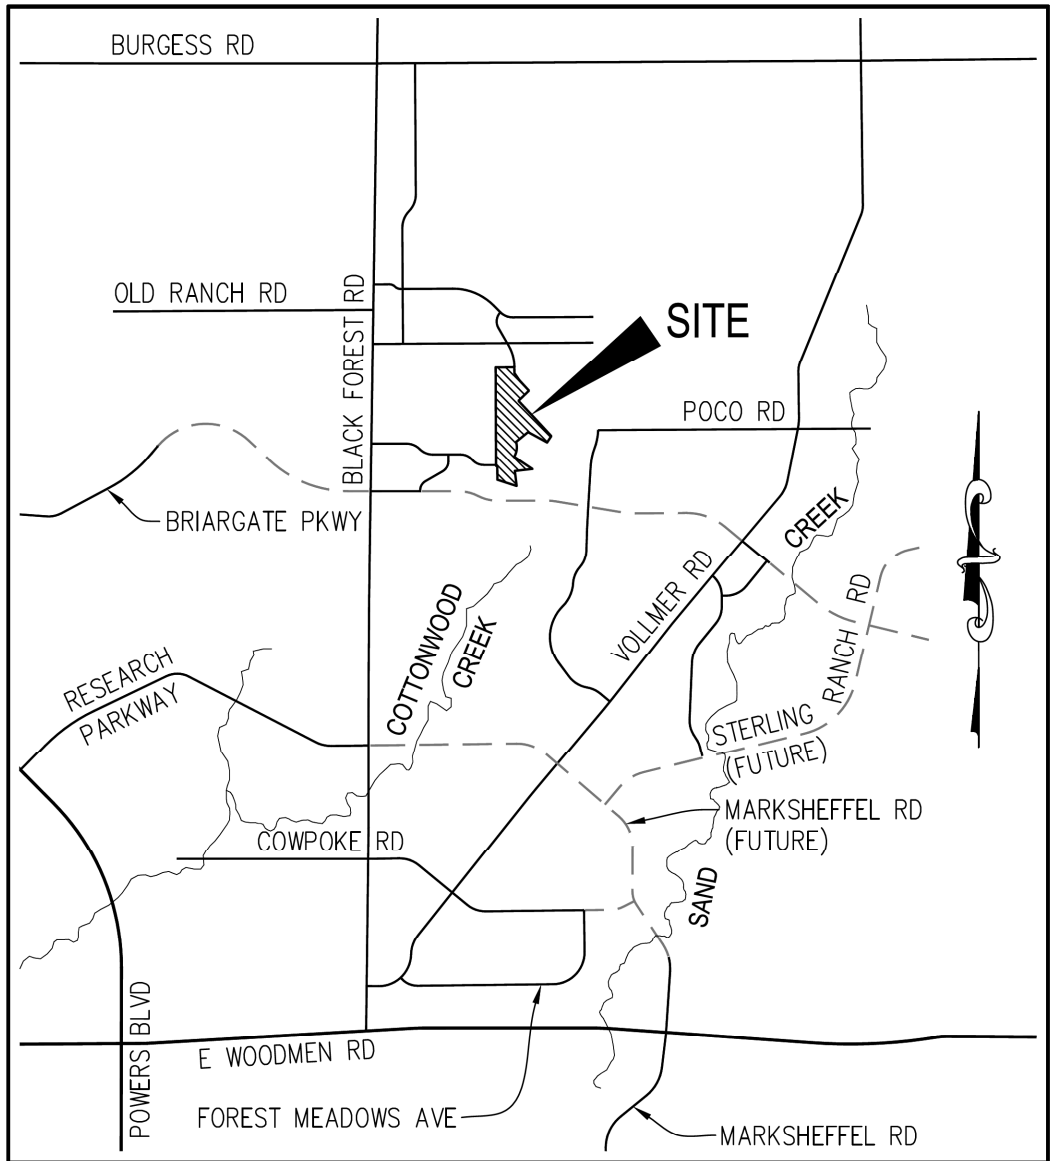 BURGESS RD
OLD RANCH RD
BLACK FOREST RD
SITE
POCO RD
BRIARGATE PKWY
CREEK
VOLLMER RD
COTTONWOOD
CREEK
RANCH RD
RESEARCH
PARKWAY
STERLING
(FUTURE)
MARKSHEFFEL RD
(FUTURE)
COWPOKE RD
SAND
POWERS BLVD
E WOODMEN RD
FOREST MEADOWS AVE
MARKSHEFFEL RD